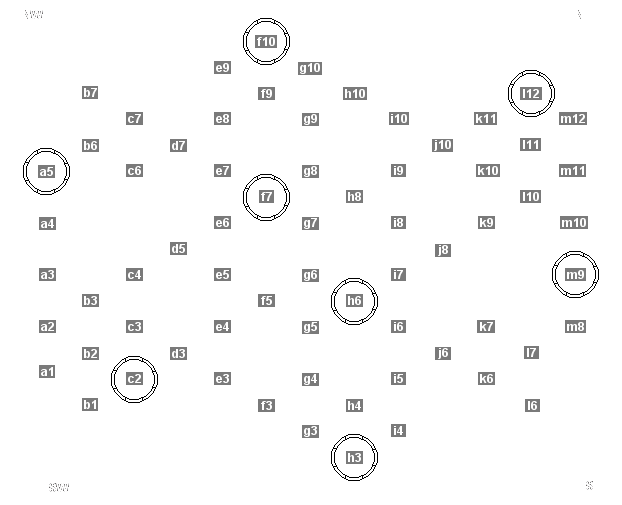 f10
e9 g10
b7 f9 h10 l12
c7 e8 g9 i10 k11 m12
b6 d7 j10 l11
a5 c6 e7 g8 i9 k10 m11
f7 h8 l10
a4 e6 g7 i8 k9 m10
d5 j8
a3 c4 e5 g6 i7 m9
b3 f5 h6
a2 c3 e4 g5 i6 k7 m8
b2 d3 j6 l7
a1 c2 e3 g4 i5 k6
b1 f3 h4 l6
g3 i4
h3